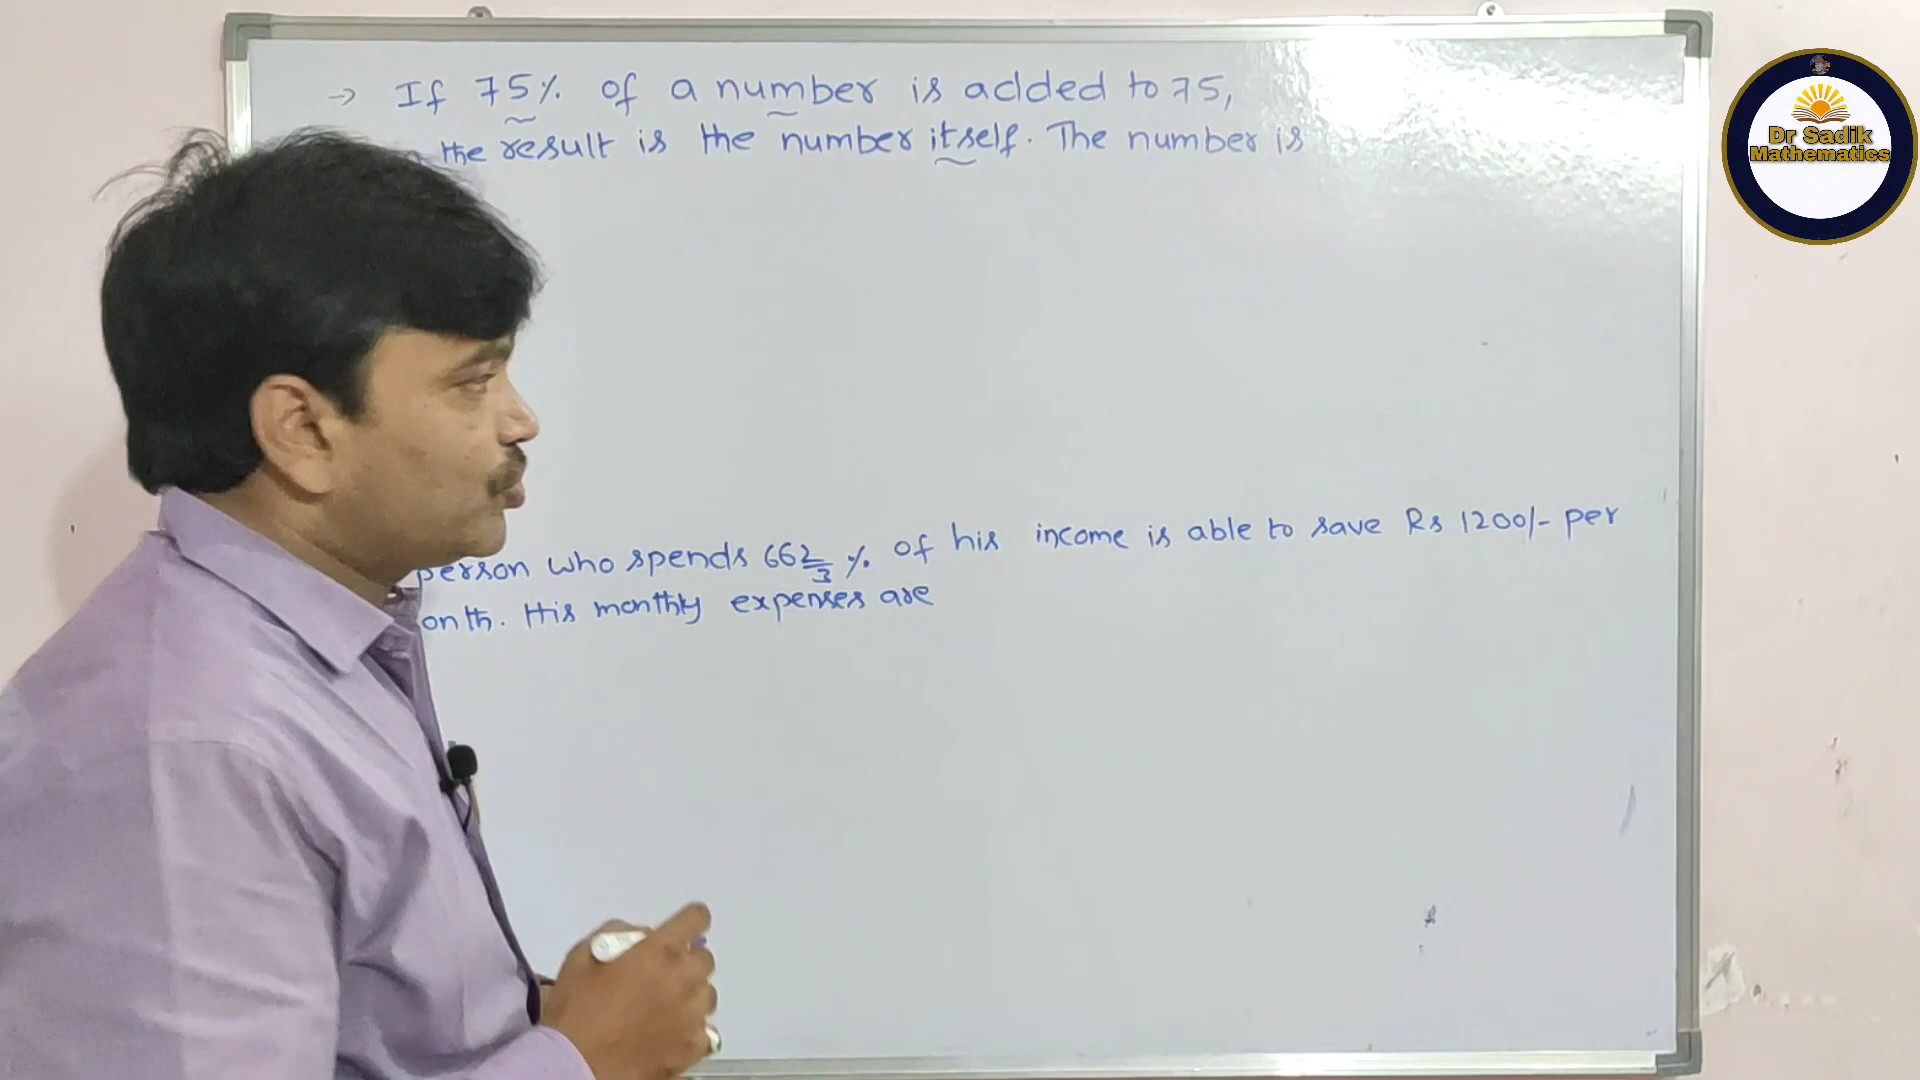 → If 75% of a number is added to 75,
the result is the number itself. The number is
person who spends 66 2/3 % of his income is able to save Rs 1200/- per
onth. His monthly expenses are
Dr Sadik
Mathematics